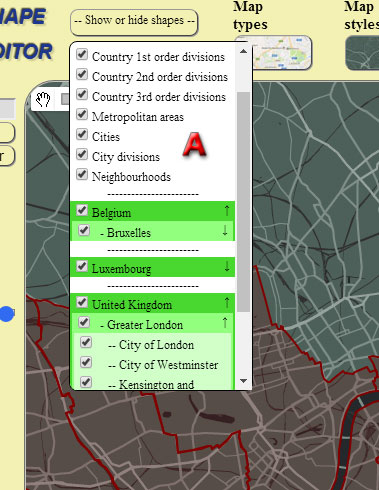 HAPE
DITOR
-- Show or hide shapes --
Map
types
Map
styles
Country 1st order divisions
Country 2nd order divisions
Country 3rd order divisions
Metropolitan areas
Cities
City divisions
Neighbourhoods
-----------------------
Belgium ↑
- Bruxelles ↓
-----------------------
Luxembourg ↓
-----------------------
United Kingdom ↑
- Greater London ↑
-- City of London
-- City of Westminster
-- Kensington and
A
r